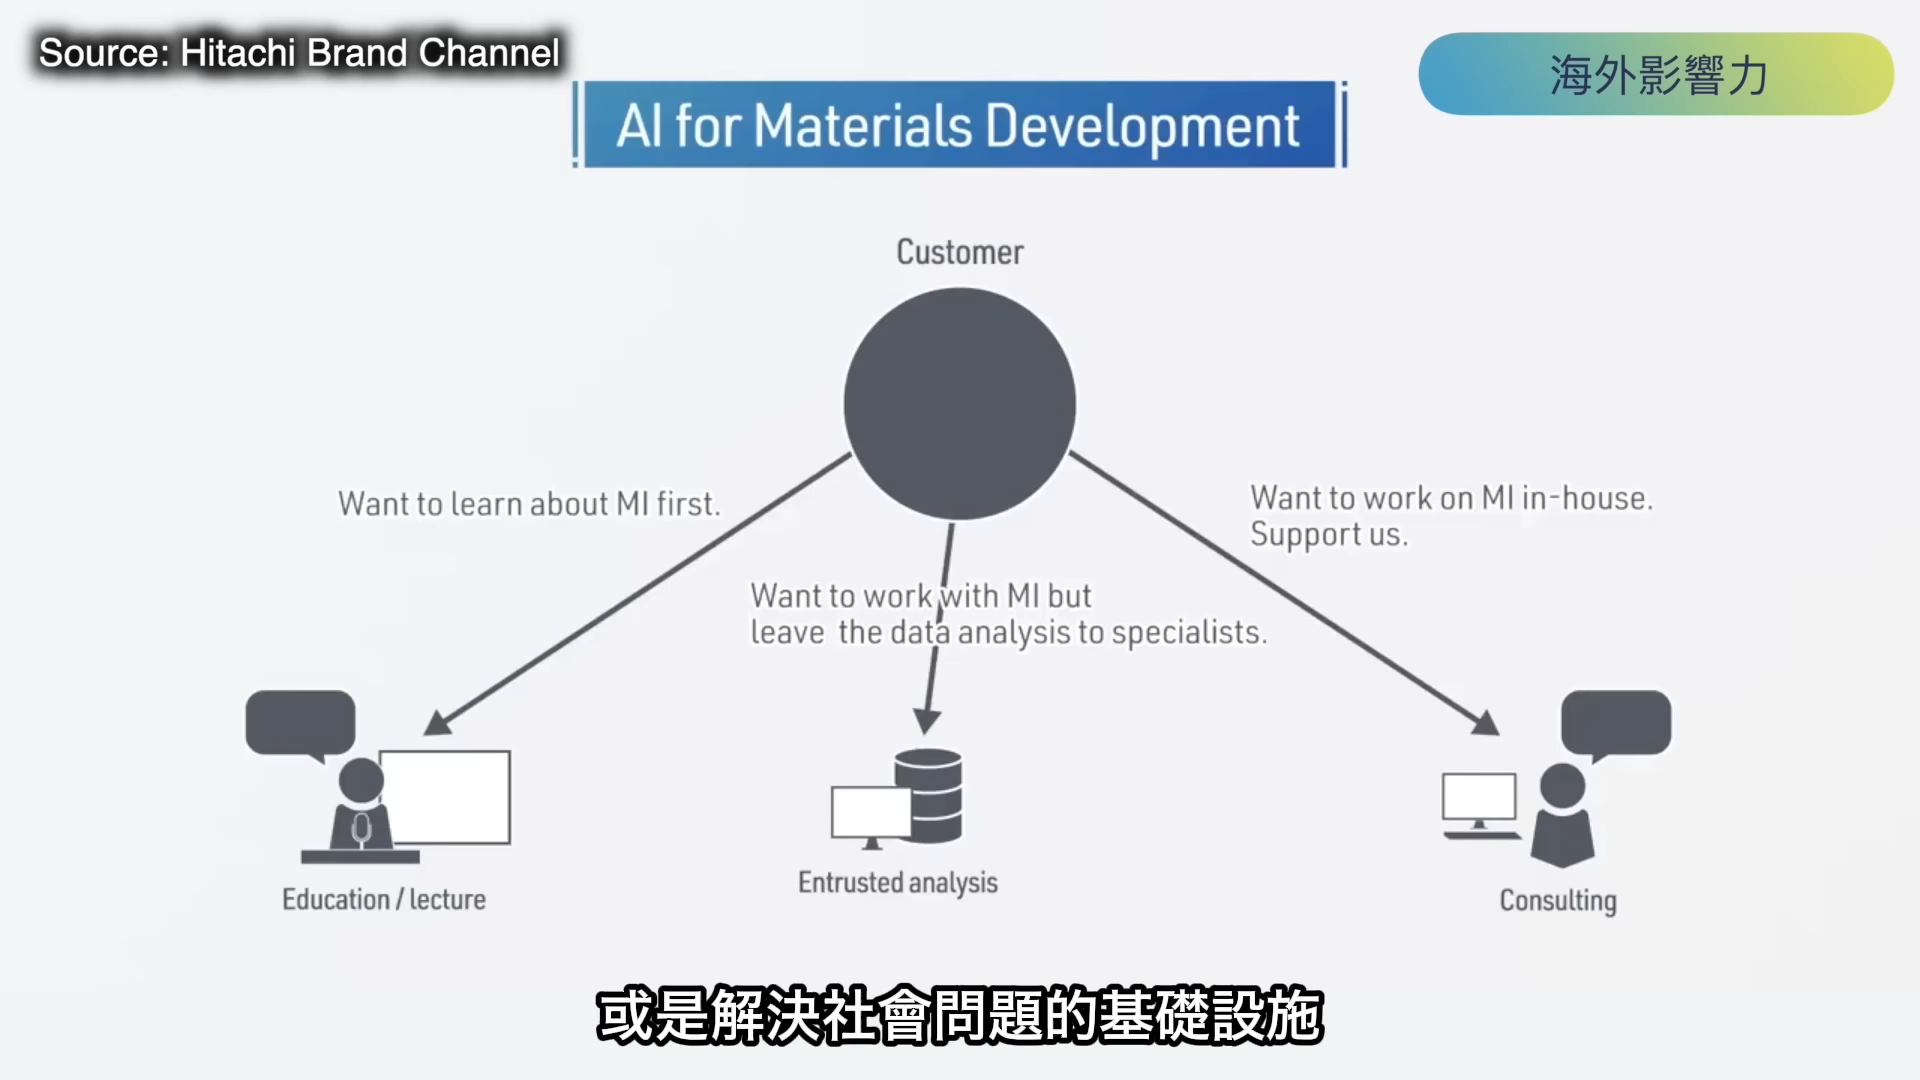 Source: Hitachi Brand Channel
海外影響力
AI for Materials Development
Customer
Want to learn about MI first.
Want to work on MI in-house.
Support us.
Want to work with MI but
leave the data analysis to specialists.
Education / lecture
Entrusted analysis
Consulting
或是解決社會問題的基礎設施